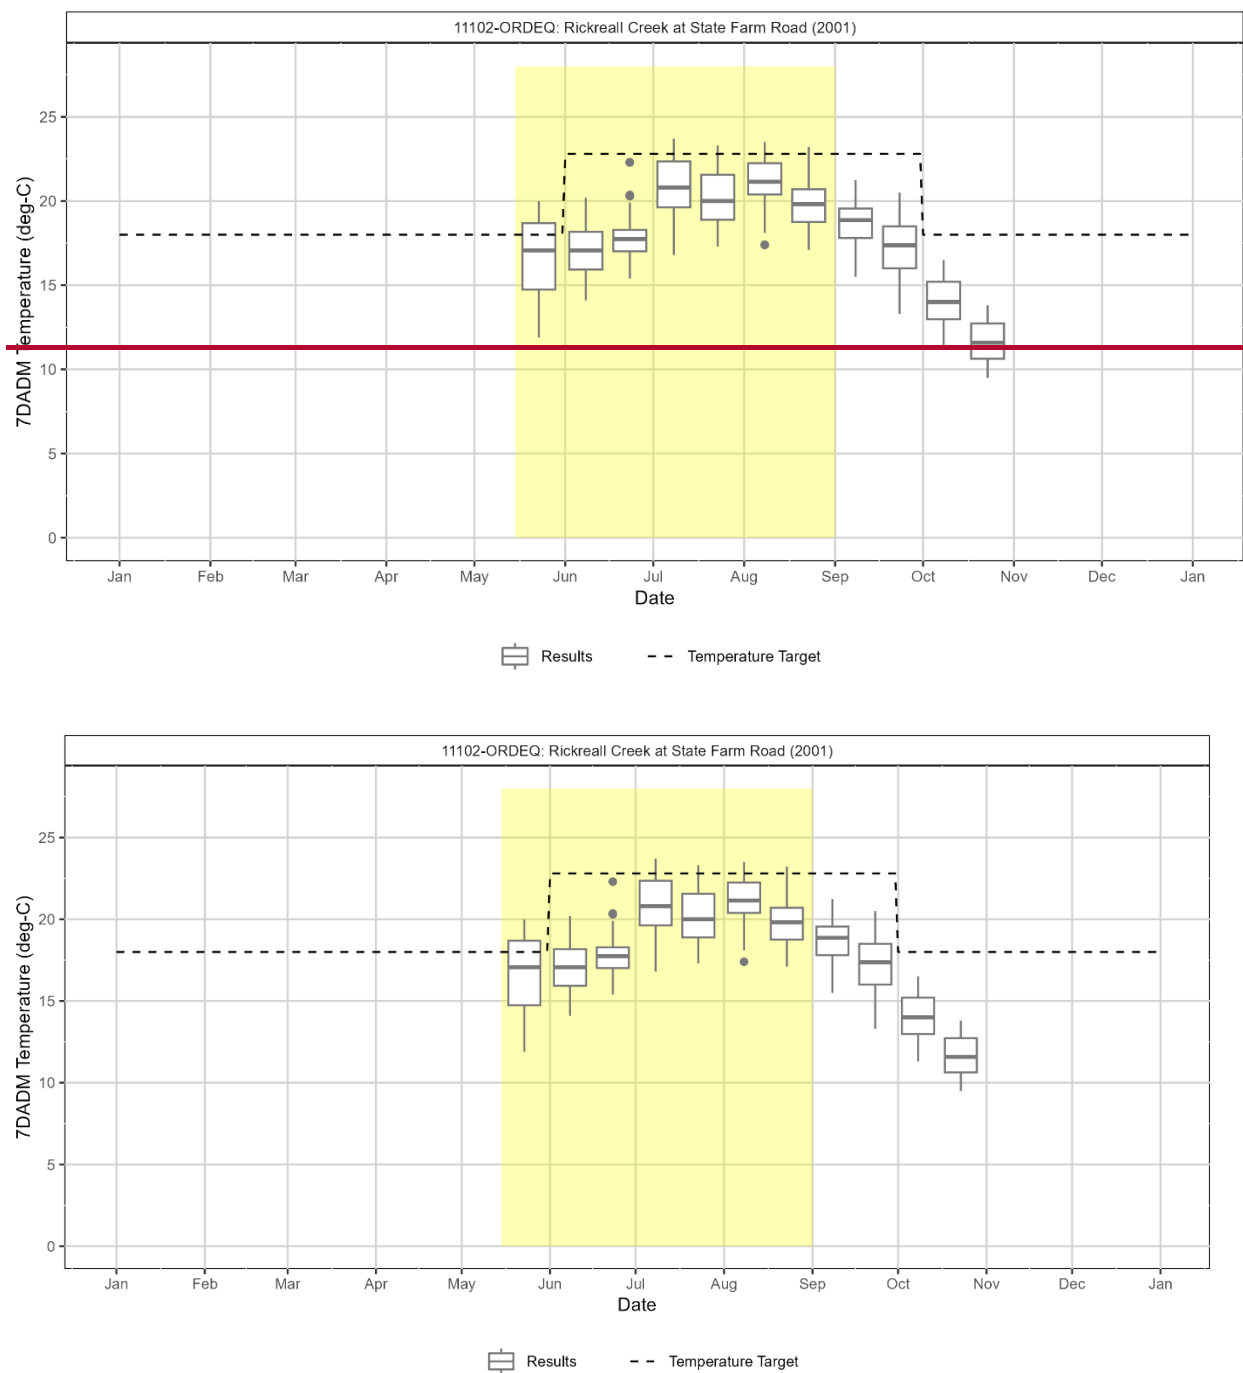 11102-ORDEQ: Rickreall Creek at State Farm Road (2001)
7DADM Temperature (deg-C)
25
20
15
10
5
0
Jan Feb Mar Apr May Jun Jul Aug Sep Oct Nov Dec Jan
Date
Results Temperature Target
11102-ORDEQ: Rickreall Creek at State Farm Road (2001)
7DADM Temperature (deg-C)
25
20
15
10
5
0
Jan Feb Mar Apr May Jun Jul Aug Sep Oct Nov Dec Jan
Date
Results Temperature Target